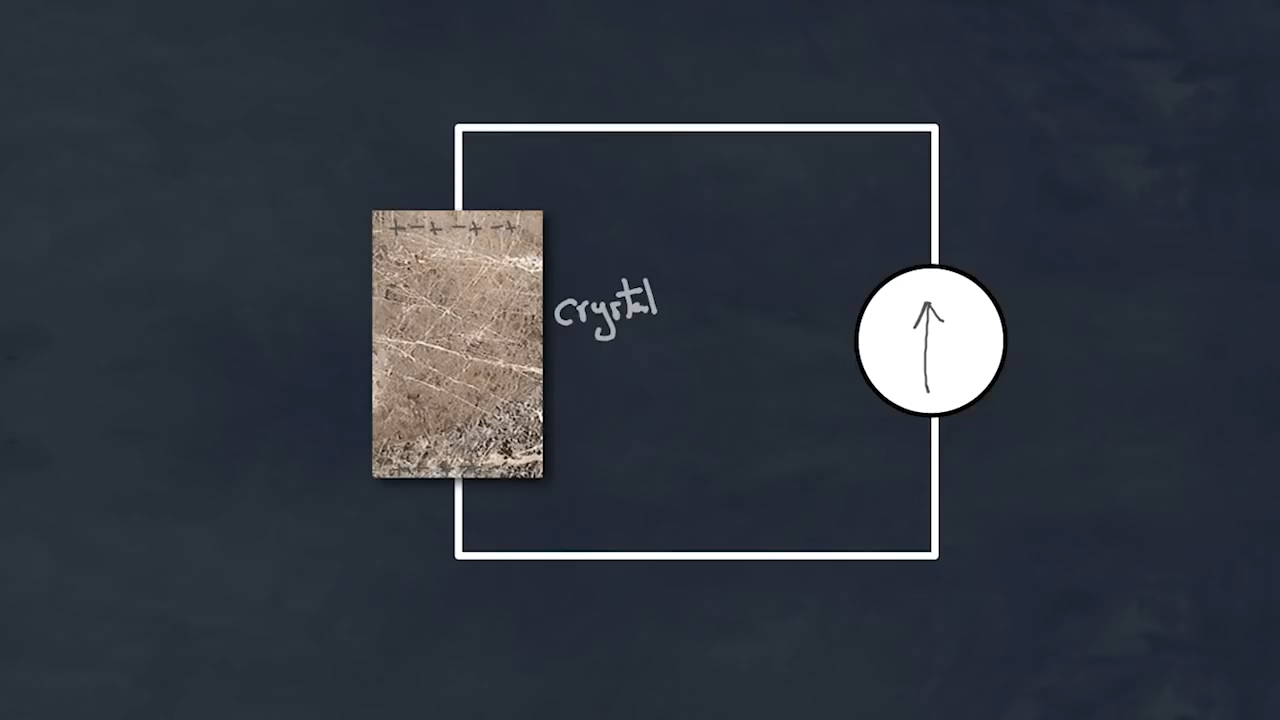 + - + - + - +
crystal